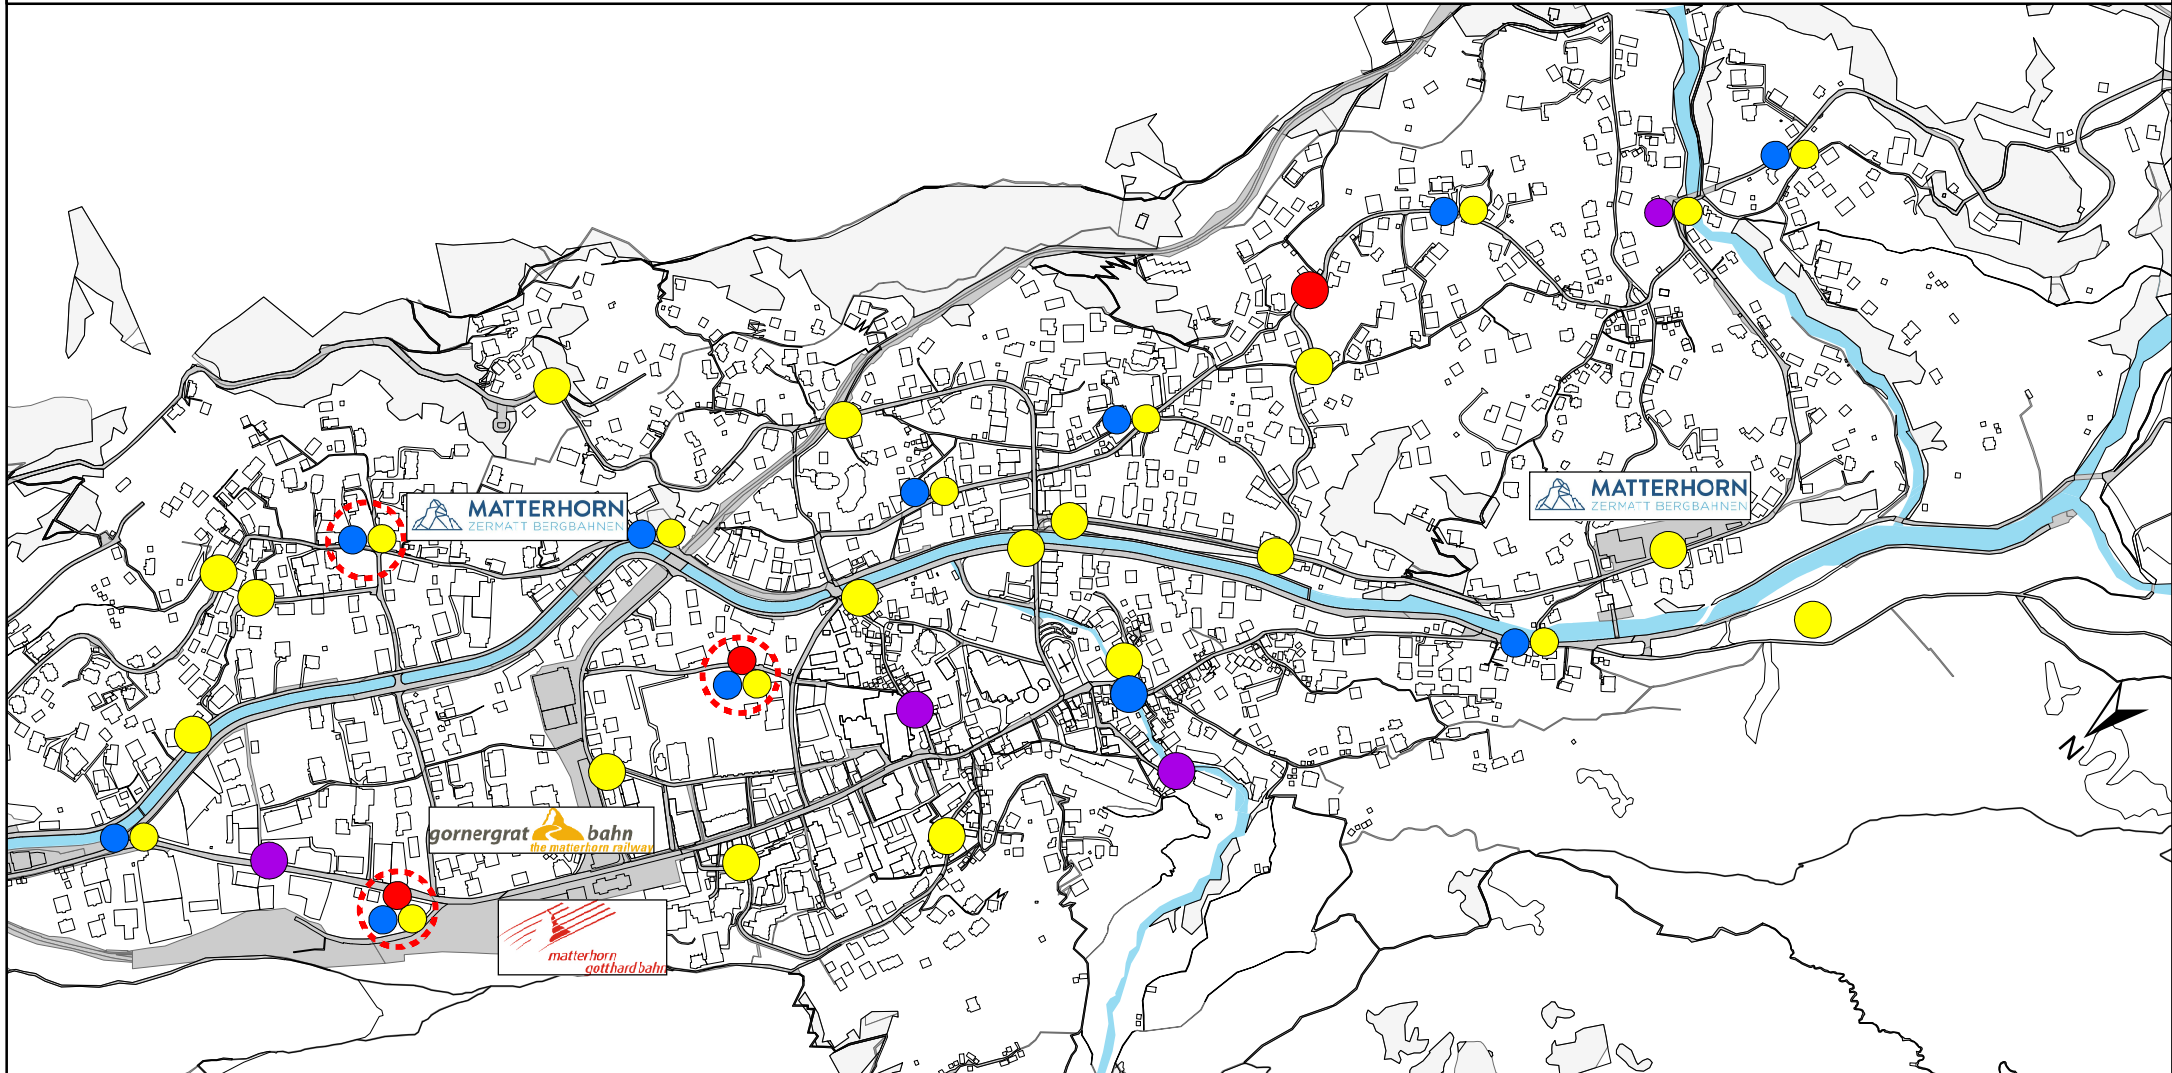 MATTERHORN
ZERMATT BERGBAHNEN
MATTERHORN
ZERMATT BERGBAHNEN
gornergrat bahn
the matterhorn railway
matterhorn
gotthard bahn
N